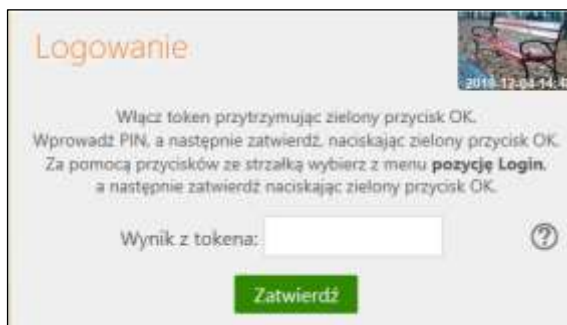 Logowanie
Włącz token przytrzymując zielony przycisk OK.
Wprowadź PIN, a następnie zatwierdź, naciskając zielony przycisk OK.
Za pomocą przycisków ze strzałką wybierz z menu pozycję Login,
a następnie zatwierdź naciskając zielony przycisk OK.
Wynik z tokena:
Zatwierdź